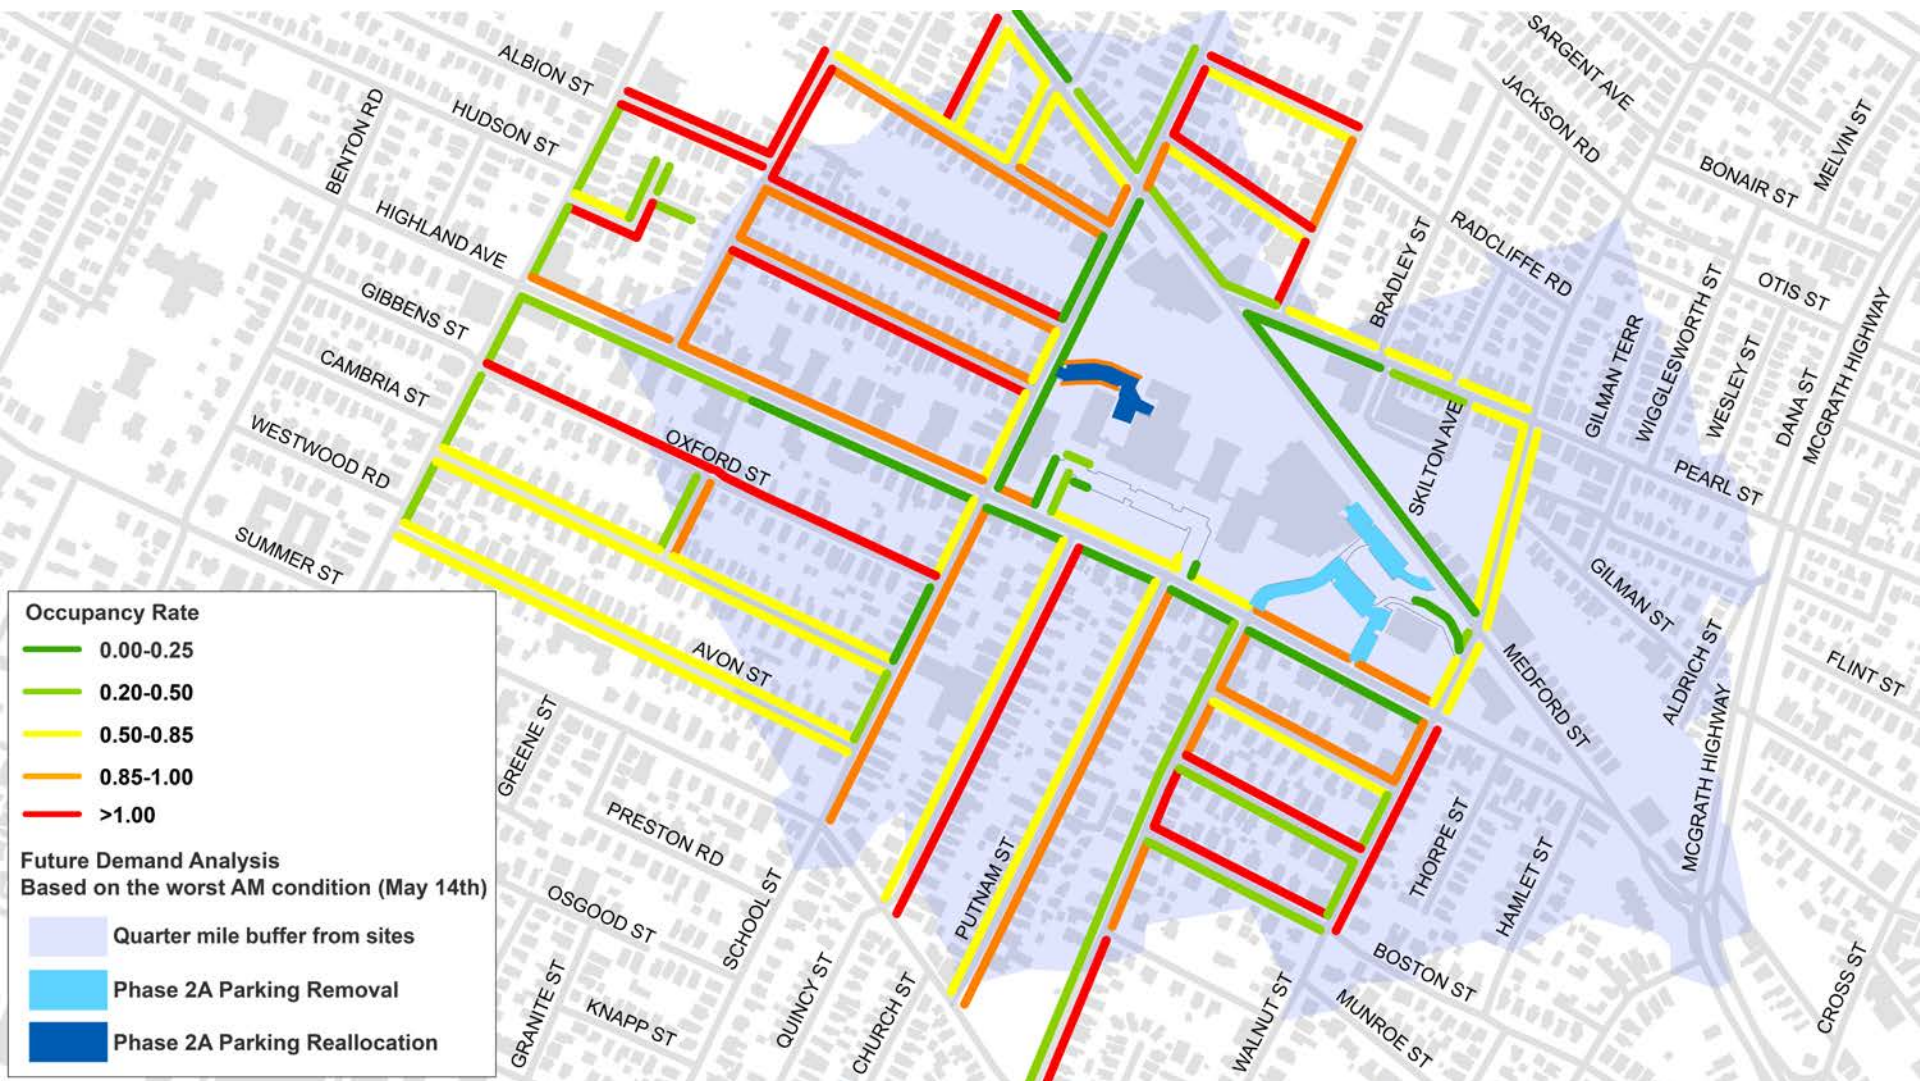 SARGENT AVE
ALBION ST
JACKSON RD
BENTON RD
HUDSON ST
MELVIN ST
BONAIR ST
HIGHLAND AVE
BRADLEY ST
RADCLIFFE RD
OTIS ST
GIBBENS ST
WIGGLESWORTH ST
GILMAN TERR
WESLEY ST
MCGRATH HIGHWAY
CAMBRIA ST
DANA ST
WESTWOOD RD
OXFORD ST
SKILTON AVE
PEARL ST
SUMMER ST
GILMAN ST
AVON ST
MEDFORD ST
ALDRICH ST
FLINT ST
GREENE ST
MCGRATH HIGHWAY
PRESTON RD
THORPE ST
HAMLET ST
PUTNAM ST
OSGOOD ST
SCHOOL ST
BOSTON ST
GRANITE ST
KNAPP ST
QUINCY ST
CHURCH ST
WALNUT ST
MUNROE ST
CROSS ST
Occupancy Rate
0.00-0.25
0.20-0.50
0.50-0.85
0.85-1.00
>1.00
Future Demand Analysis
Based on the worst AM condition (May 14th)
Quarter mile buffer from sites
Phase 2A Parking Removal
Phase 2A Parking Reallocation